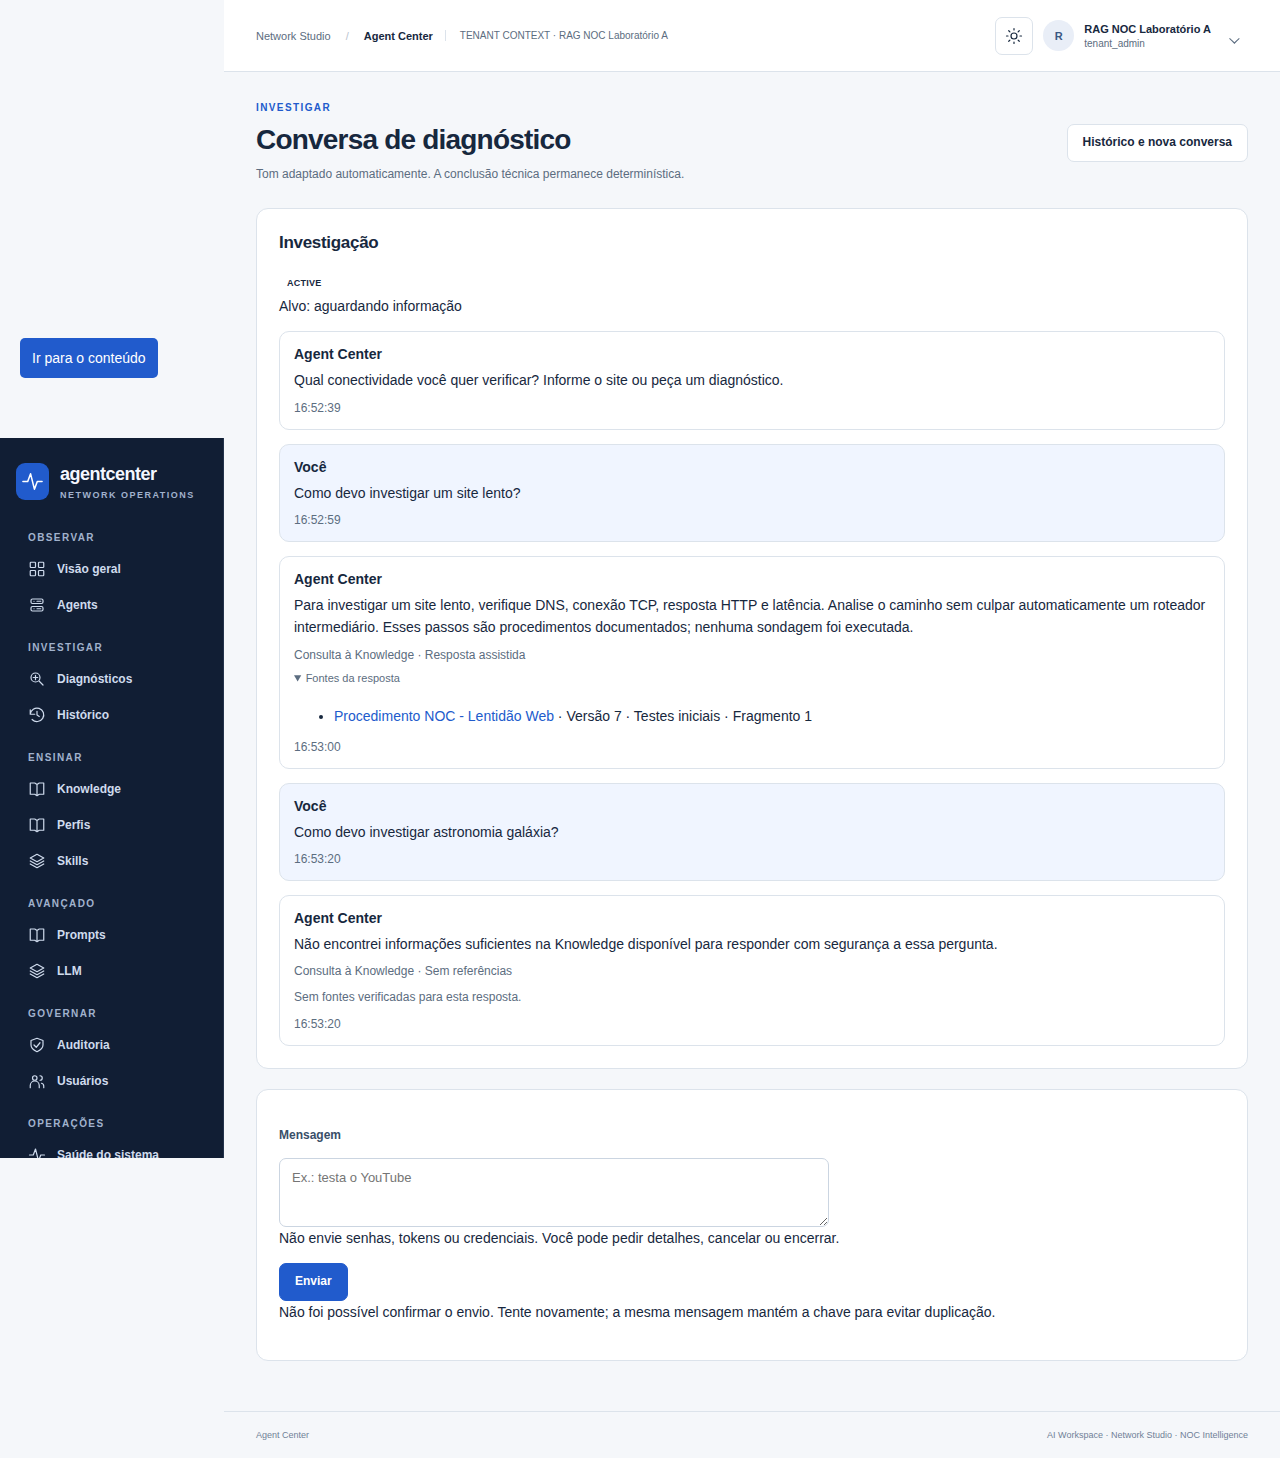 Network Studio / Agent Center TENANT CONTEXT · RAG NOC Laboratório A
R RAG NOC Laboratório A
tenant_admin
INVESTIGAR
Conversa de diagnóstico
Histórico e nova conversa
Tom adaptado automaticamente. A conclusão técnica permanece determinística.
Ir para o conteúdo
agentcenter
NETWORK OPERATIONS
OBSERVAR
Visão geral
Agents
INVESTIGAR
Diagnósticos
Histórico
ENSINAR
Knowledge
Perfis
Skills
AVANÇADO
Prompts
LLM
GOVERNAR
Auditoria
Usuários
OPERAÇÕES
Saúde do sistema
Investigação
ACTIVE
Alvo: aguardando informação
Agent Center
Qual conectividade você quer verificar? Informe o site ou peça um diagnóstico.
16:52:39
Você
Como devo investigar um site lento?
16:52:59
Agent Center
Para investigar um site lento, verifique DNS, conexão TCP, resposta HTTP e latência. Analise o caminho sem culpar automaticamente um roteador
intermediário. Esses passos são procedimentos documentados; nenhuma sondagem foi executada.
Consulta à Knowledge · Resposta assistida
▼ Fontes da resposta
• Procedimento NOC - Lentidão Web · Versão 7 · Testes iniciais · Fragmento 1
16:53:00
Você
Como devo investigar astronomia galáxia?
16:53:20
Agent Center
Não encontrei informações suficientes na Knowledge disponível para responder com segurança a essa pergunta.
Consulta à Knowledge · Sem referências
Sem fontes verificadas para esta resposta.
16:53:20
Mensagem
Ex.: testa o YouTube
Não envie senhas, tokens ou credenciais. Você pode pedir detalhes, cancelar ou encerrar.
Enviar
Não foi possível confirmar o envio. Tente novamente; a mesma mensagem mantém a chave para evitar duplicação.
Agent Center
AI Workspace · Network Studio · NOC Intelligence